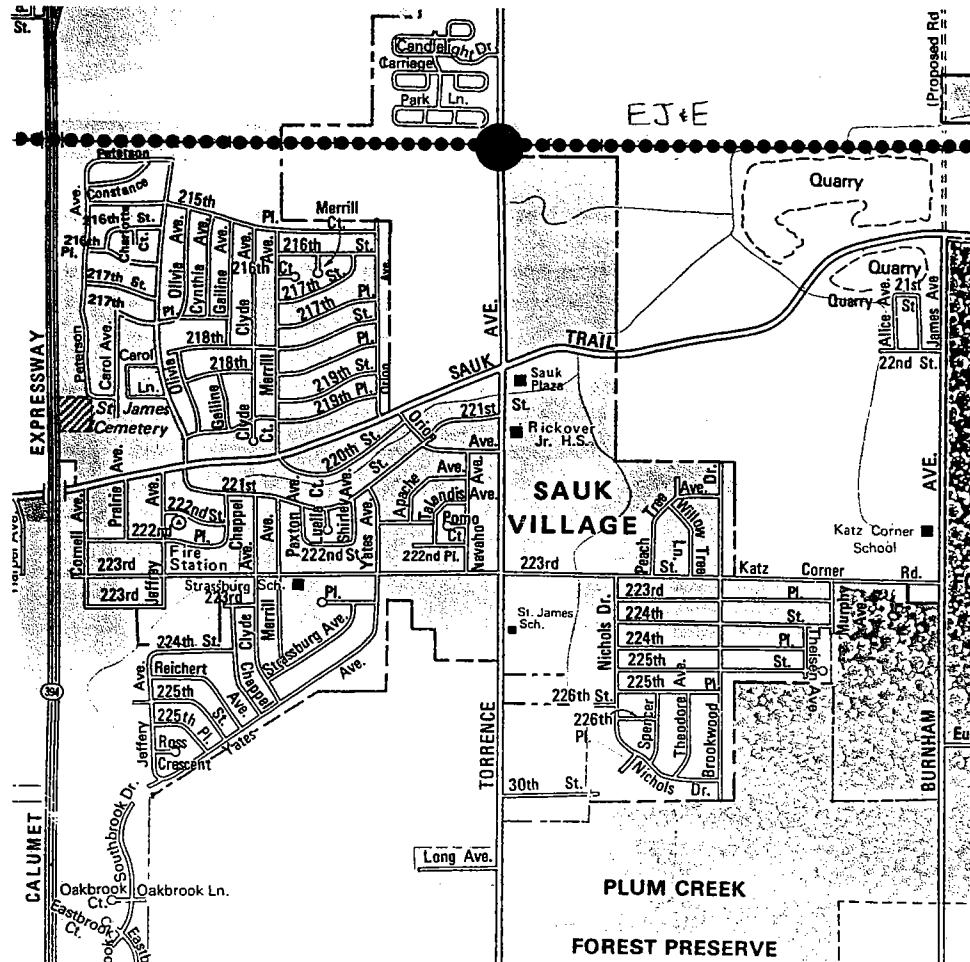 St.
Candlelight Dr.
Carriage
Park Ln.
(Proposed Rd
EJ&E
Peterson
Constance
Ave.
215th Pl.
Merrill Ct.
216th St.
Charlotte Ct.
216th Pl.
217th St.
217th Pl.
Olivia Ave.
Cynthia Ave.
Galline Ave.
Clyde Ave.
216th Ct.
216th St.
217th St.
217th Pl.
218th
218th
St.
Pl.
219th St.
219th Pl.
Merrill Ave.
Orion Ave.
Peterson
Carol Ave.
Carol Ln.
Olivia
Galline
Clyde Ct.
St. James
Cemetery
EXPRESSWAY
AVE.
SAUK TRAIL
Quarry
Quarry
Quarry
21st St
Alice Ave.
James Ave
22nd St.
Sauk Plaza
221st St.
Rickover
Jr. H.S.
Orion Ave.
220th St.
221st St.
Prairie Ave.
Cornell Ave.
Jeffrey Ave.
222nd St.
222nd Pl.
Fire Station
Chappel Ave.
Paxton Ave.
Luella Ct.
Shirley Ave.
Yates Ave.
222nd St
Apache Ave.
Talandis Ave.
Pomo Ct
Navaho Ave.
222nd Pl.
SAUK
VILLAGE
Peach Tree Ln.
Willow Tree Ave.
Dr.
St.
AVE.
Katz Corner
School
223rd
223rd
Katz Corner Rd.
223rd
Strassburg Sch.
223rd Pl.
Clyde
Merrill
Strassburg Ave.
Chappel Ave.
224th St.
Reichert
225th St.
225th Pl.
Jeffery Ave.
Ross
Crescent
Yates Ave.
St. James
Sch.
Nichols Dr.
223rd Pl.
224th St.
224th Pl.
225th St.
225th Pl
Murphy Ave.
Theisen Ave.
226th St.
226th Pl.
Spencer
Theodore Ave.
Brookwood
Nichols Dr.
394
CALUMET
TORRENCE
BURNHAM
30th St.
Long Ave.
Southbrook Dr.
Oakbrook Ct.
Oakbrook Ln.
Eastbrook Ct.
PLUM CREEK
FOREST PRESERVE